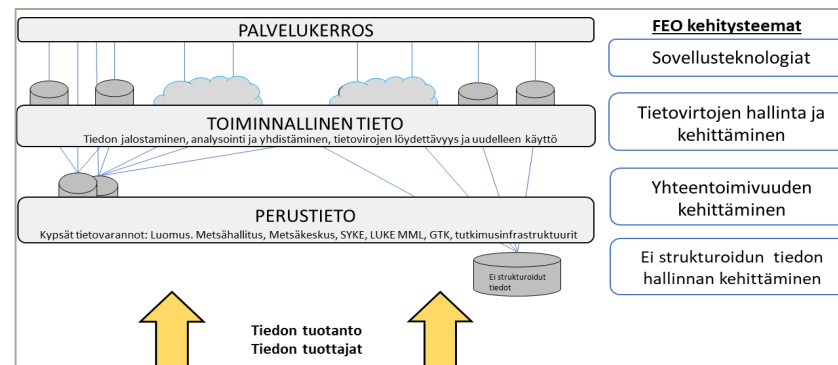 PALVELUKERROS
TOIMINNALLINEN TIETO
Tiedon jalostaminen, analysointi ja yhdistäminen, tietovirojen löydettävyys ja uudelleen käyttö
PERUSTIETO
Kypsät tietovarannot: Luomus. Metsähallitus, Metsäkeskus, SYKE, LUKE MML, GTK, tutkimusinfrastuktuurit
Ei strukturoidut
tiedot
Tiedon tuotanto
Tiedon tuottajat
FEO kehitysteemat
Sovellusteknologiat
Tietovirtojen hallinta ja
kehittäminen
Yhteentoimivuuden
kehittäminen
Ei strukturoidun tiedon
hallinnan kehittäminen